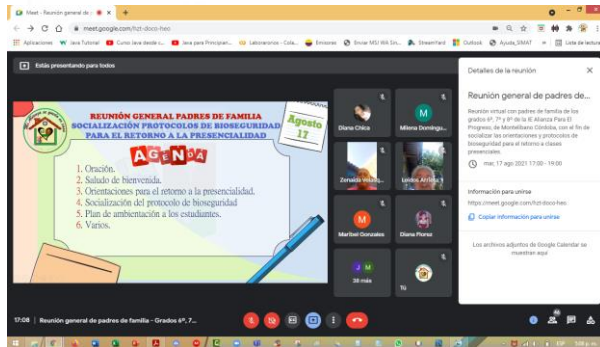 Meet - Reunión general de
meet.google.com/hzt-doco-heo
Aplicaciones
Java Tutorial
Curso Java desde
Java para Principian...
Laboratorios - Cola...
Emisoras
Enviar MSJ WA Sin...
StreamYard
Outlook
Ayuda_SIMAT
Lista de lectura
Estás presentando para todos
REUNIÓN GENERAL PADRES DE FAMILIA
SOCIALIZACIÓN PROTOCOLOS DE BIOSEGURIDAD
PARA EL RETORNO A LA PRESENCIALIDAD
Agosto
17
AGENDA
1. Oración.
2. Saludo de bienvenida.
3. Orientaciones para el retorno a la presencialidad.
4. Socialización del protocolo de bioseguridad
5. Plan de ambientación a los estudiantes.
6. Varios.
Diana Chica
M
Milena Domingu...
M
Marbel Gonzales
Diana Florez
J M
38 más
Tú
Detalles de la reunión
Reunión general de padres de...
Reunión virtual con padres de familia de los
grados 6º, 7º y 8º de la IE Alianza Para El
Progreso, de Montelíbano Córdoba, con el fin de
socializar las orientaciones y protocolos de
bioseguridad para el retorno a clases
presenciales.
mar, 17 ago 2021 17:00 - 19:00
Información para unirse
https://meet.google.com/hzt-doco-heo
Copiar información para unirse
Los archivos adjuntos de Google Calendar se
muestran aquí
17:08 | Reunión general de padres de familia - Grados 6º, 7...
ESP
5:08 p. m.